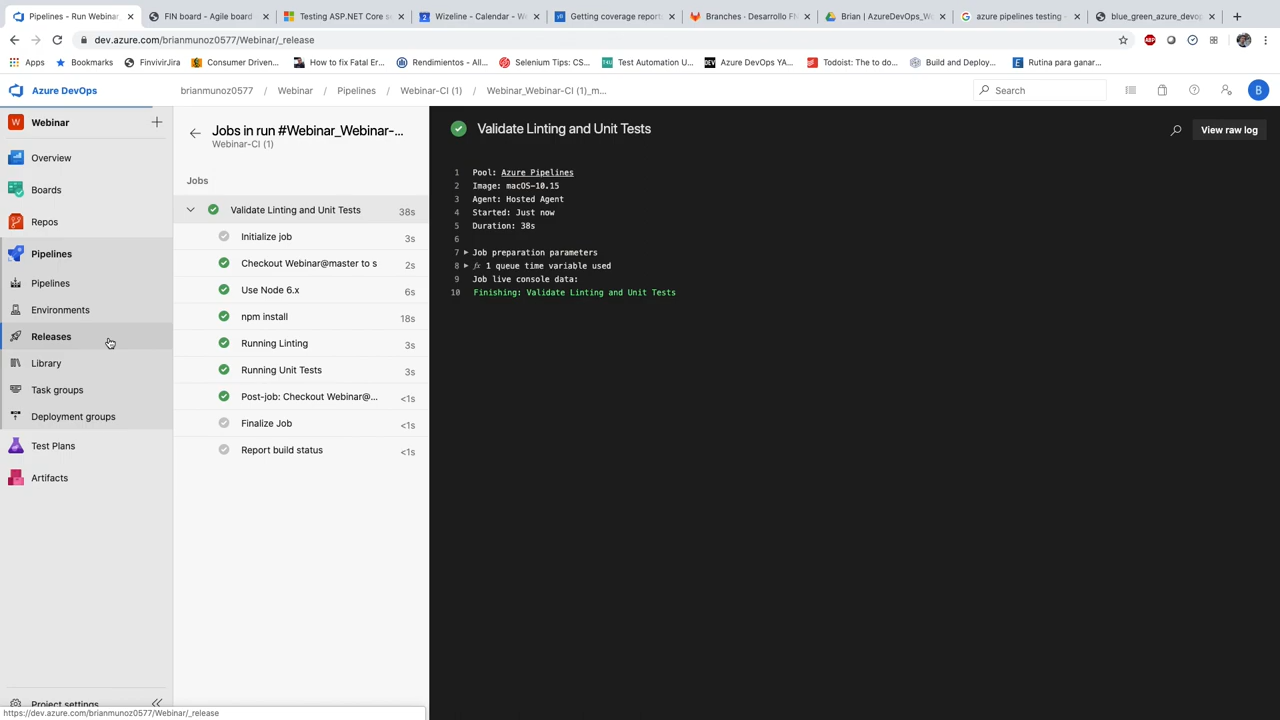 Pipelines - Run Webinar_
FIN board - Agile board
Testing ASP.NET Core s
Wizeline - Calendar - We
Getting coverage report
Branches · Desarrollo FN
Brian | AzureDevOps_We
azure pipelines testing -
blue_green_azure_devop
dev.azure.com/brianmunoz0577/Webinar/_release
ABP
Apps
Bookmarks
FinvivirJira
Consumer Driven...
How to fix Fatal Er...
Rendimientos - All...
Selenium Tips: CS...
Test Automation U...
Azure DevOps YA...
Todoist: The to do...
Build and Deploy...
Rutina para ganar...
Azure DevOps
brianmunoz0577 / Webinar / Pipelines / Webinar-CI (1) / Webinar_Webinar-CI (1)_m...
Search
B
W Webinar
Overview
Boards
Repos
Pipelines
Pipelines
Environments
Releases
Library
Task groups
Deployment groups
Test Plans
Artifacts
Project settings
https://dev.azure.com/brianmunoz0577/Webinar/_release
Jobs in run #Webinar_Webinar-...
Webinar-CI (1)
Jobs
Validate Linting and Unit Tests 38s
Initialize job 3s
Checkout Webinar@master to s 2s
Use Node 6.x 6s
npm install 18s
Running Linting 3s
Running Unit Tests 3s
Post-job: Checkout Webinar@... <1s
Finalize Job <1s
Report build status <1s
Validate Linting and Unit Tests
View raw log
1 Pool: Azure Pipelines
2 Image: macOS-10.15
3 Agent: Hosted Agent
4 Started: Just now
5 Duration: 38s
6
7 Job preparation parameters
8 fx 1 queue time variable used
9 Job live console data:
10 Finishing: Validate Linting and Unit Tests